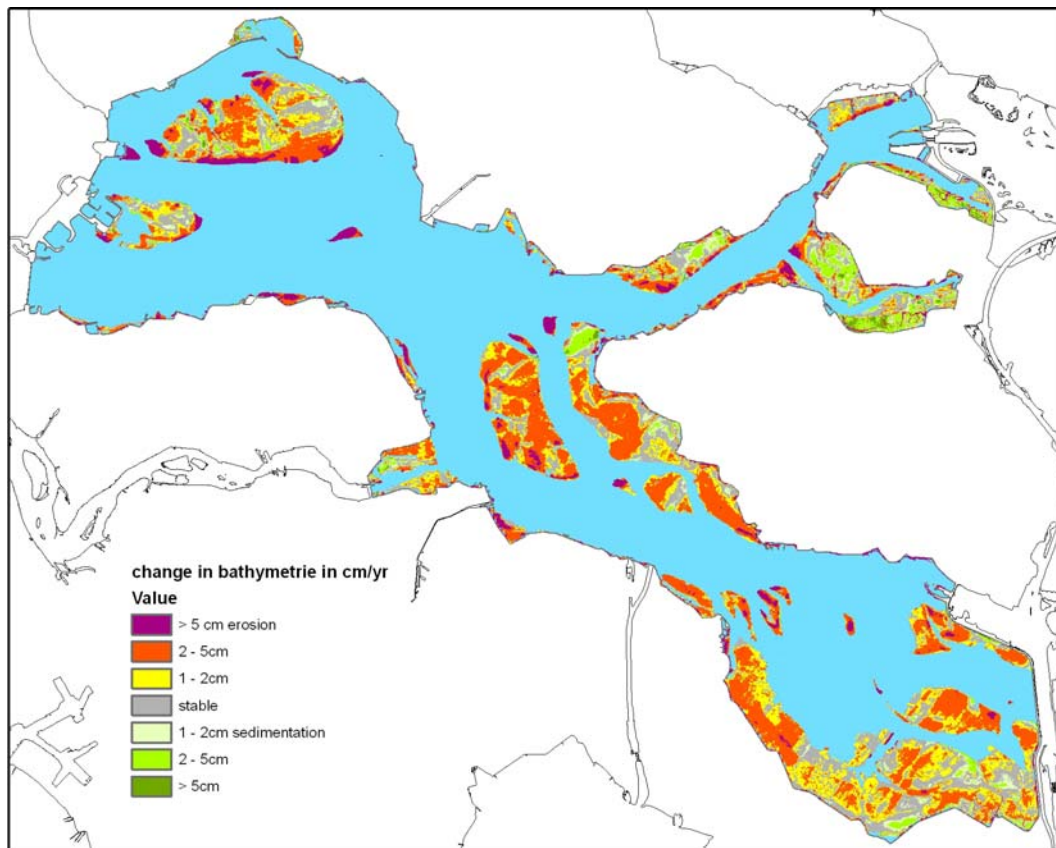 change in bathymetrie in cm/yr
Value
> 5 cm erosion
2 - 5cm
1 - 2cm
stable
1 - 2cm sedimentation
2 - 5cm
> 5cm